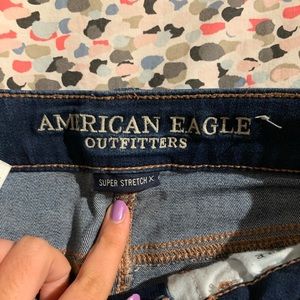 AMERICAN EAGLE
OUTFITTERS
SUPER STRETCH X